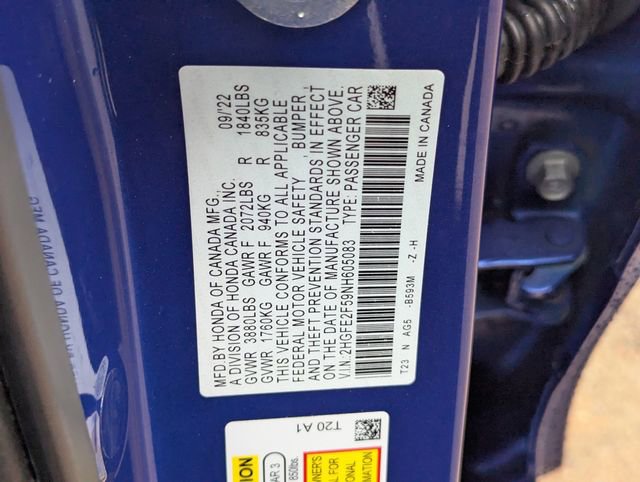 MFD.BY HONDA OF CANADA MFG., 09/'22
A DIVISION OF HONDA CANADA INC.
GVWR 3880LBS GAWR F 2072LBS R 1840LBS
GVWR 1760KG GAWR F 940KG R 835KG
THIS VEHICLE CONFORMS TO ALL APPLICABLE
FEDERAL MOTOR VEHICLE SAFETY, BUMPER,
AND THEFT PREVENTION STANDARDS IN EFFECT
ON THE DATE OF MANUFACTURE SHOWN ABOVE.
V.I.N: 2HGFE2F59NH605083 TYPE: PASSENGER CAR
T23 N AG5 -B593M -Z -H
MADE IN CANADA
T20 A1